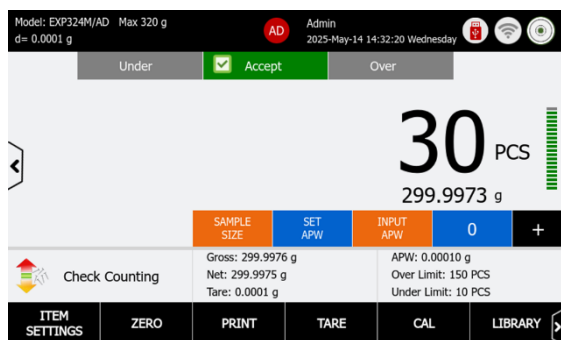 Model: EXP324M/AD Max 320 g
d= 0.0001 g
AD
Admin
2025-May-14 14:32:20 Wednesday
Under
Accept
Over
30 PCS
299.9973 g
SAMPLE
SIZE
SET
APW
INPUT
APW
0
+
Check Counting
Gross: 299.9976 g
Net: 299.9975 g
Tare: 0.0001 g
APW: 0.00010 g
Over Limit: 150 PCS
Under Limit: 10 PCS
ITEM
SETTINGS
ZERO
PRINT
TARE
CAL
LIBRARY